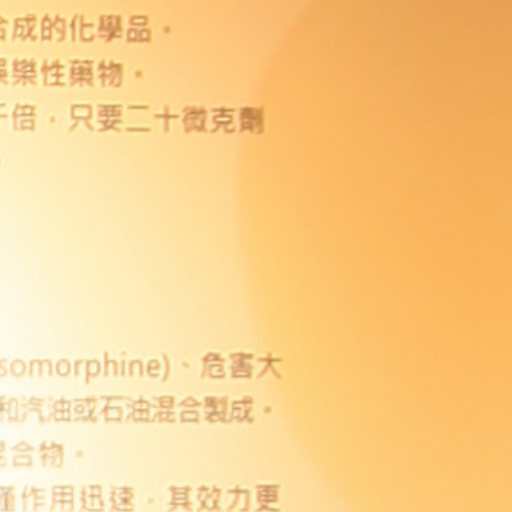 合成的化學品。
樂性藥物。
千倍，只要二十微克劑
somorphine)、危害大
和汽油或石油混合製成。
混合物。
作用迅速，其效力更